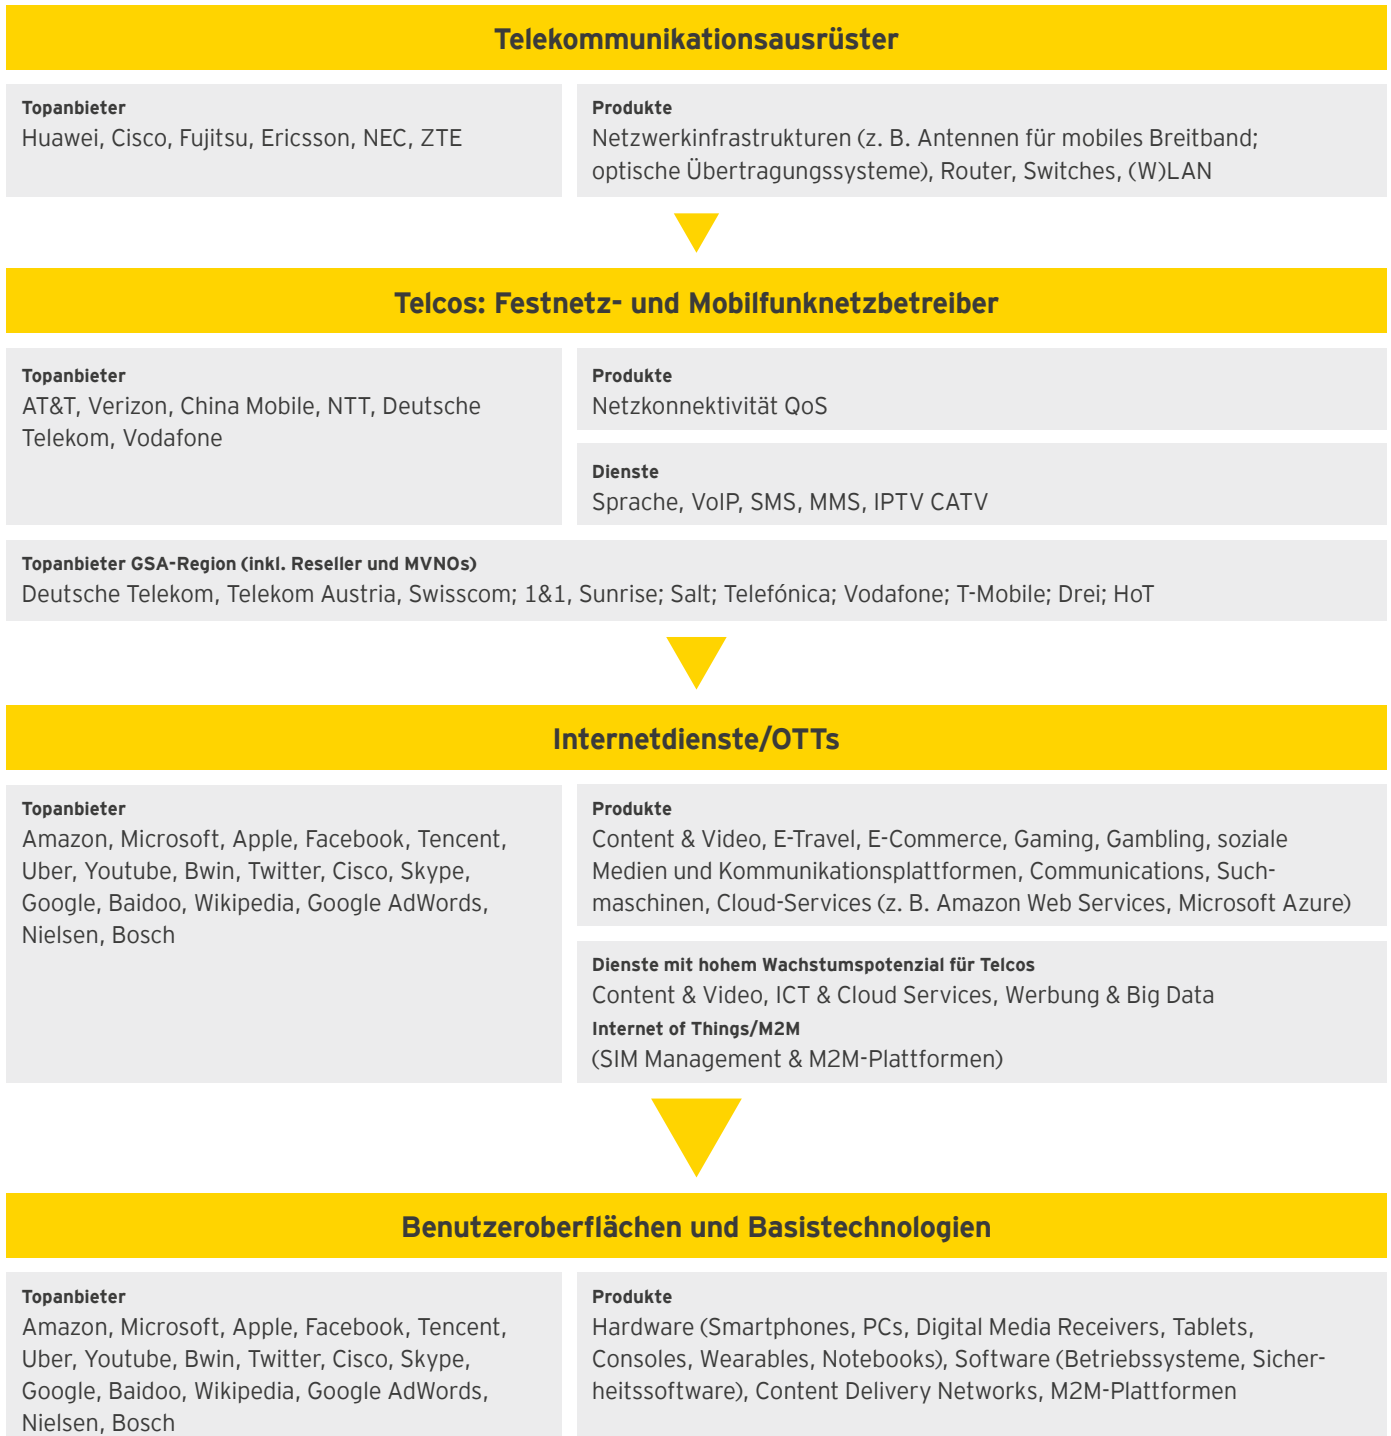 Telekommunikationsausrüster
Topanbieter
Huawei, Cisco, Fujitsu, Ericsson, NEC, ZTE
Produkte
Netzwerkinfrastrukturen (z. B. Antennen für mobiles Breitband;
optische Übertragungssysteme), Router, Switches, (W)LAN
Telcos: Festnetz- und Mobilfunknetzbetreiber
Topanbieter
AT&T, Verizon, China Mobile, NTT, Deutsche
Telekom, Vodafone
Produkte
Netzkonnektivität QoS
Dienste
Sprache, VoIP, SMS, MMS, IPTV CATV
Topanbieter GSA-Region (inkl. Reseller und MVNOs)
Deutsche Telekom, Telekom Austria, Swisscom; 1&1, Sunrise; Salt; Telefónica; Vodafone; T-Mobile; Drei; HoT
Internetdienste/OTTs
Topanbieter
Amazon, Microsoft, Apple, Facebook, Tencent,
Uber, Youtube, Bwin, Twitter, Cisco, Skype,
Google, Baidoo, Wikipedia, Google AdWords,
Nielsen, Bosch
Produkte
Content & Video, E-Travel, E-Commerce, Gaming, Gambling, soziale
Medien und Kommunikationsplattformen, Communications, Such-
maschinen, Cloud-Services (z. B. Amazon Web Services, Microsoft Azure)
Dienste mit hohem Wachstumspotenzial für Telcos
Content & Video, ICT & Cloud Services, Werbung & Big Data
Internet of Things/M2M
(SIM Management & M2M-Plattformen)
Benutzeroberflächen und Basistechnologien
Topanbieter
Amazon, Microsoft, Apple, Facebook, Tencent,
Uber, Youtube, Bwin, Twitter, Cisco, Skype,
Google, Baidoo, Wikipedia, Google AdWords,
Nielsen, Bosch
Produkte
Hardware (Smartphones, PCs, Digital Media Receivers, Tablets,
Consoles, Wearables, Notebooks), Software (Betriebssysteme, Sicher-
heitssoftware), Content Delivery Networks, M2M-Plattformen